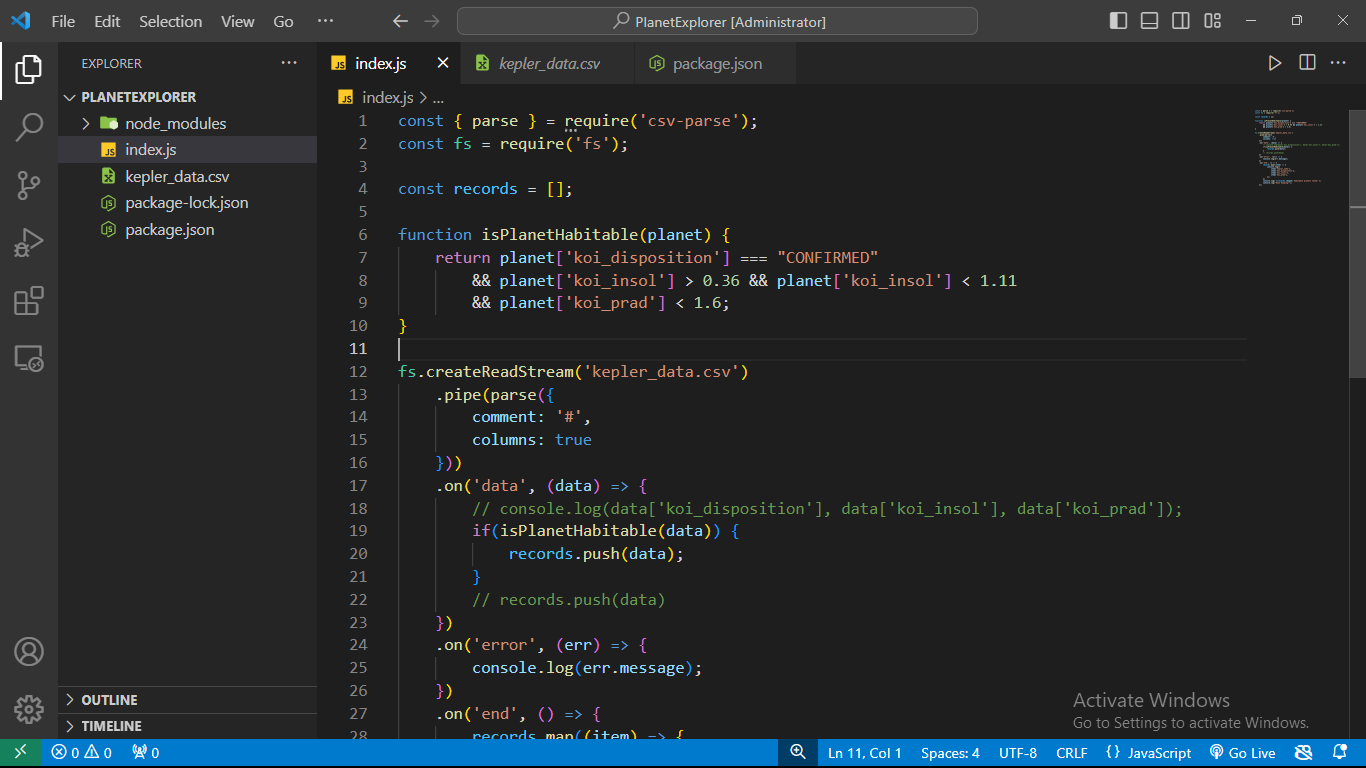 File Edit Selection View Go ··· PlanetExplorer [Administrator]
EXPLORER ···
index.js kepler_data.csv package.json ···
PLANETEXPLORER
node_modules
index.js
kepler_data.csv
package-lock.json
package.json
OUTLINE
TIMELINE
index.js > ...
1 const { parse } = require('csv-parse');
2 const fs = require('fs');
3
4 const records = [];
5
6 function isPlanetHabitable(planet) {
7 return planet['koi_disposition'] === "CONFIRMED"
8 && planet['koi_insol'] > 0.36 && planet['koi_insol'] < 1.11
9 && planet['koi_prad'] < 1.6;
10 }
11
12 fs.createReadStream('kepler_data.csv')
13 .pipe(parse({
14 comment: '#',
15 columns: true
16 }))
17 .on('data', (data) => {
18 // console.log(data['koi_disposition'], data['koi_insol'], data['koi_prad']);
19 if(isPlanetHabitable(data)) {
20 records.push(data);
21 }
22 // records.push(data)
23 })
24 .on('error', (err) => {
25 console.log(err.message);
26 })
27 .on('end', () => {
28 records.map((item) => {
Activate Windows
Go to Settings to activate Windows.
0 0 0 Ln 11, Col 1 Spaces: 4 UTF-8 CRLF {} JavaScript Go Live